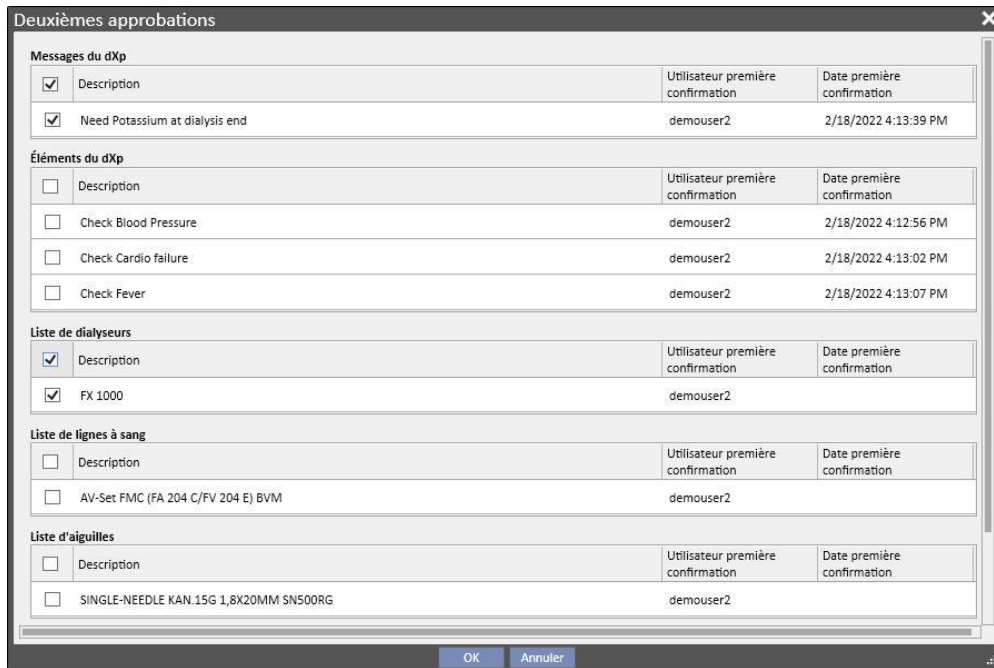 Deuxièmes approbations
Messages du dXp
Description
Utilisateur première
confirmation
Date première
confirmation
Need Potassium at dialysis end demouser2 2/18/2022 4:13:39 PM
Éléments du dXp
Description
Utilisateur première
confirmation
Date première
confirmation
Check Blood Pressure demouser2 2/18/2022 4:12:56 PM
Check Cardio failure demouser2 2/18/2022 4:13:02 PM
Check Fever demouser2 2/18/2022 4:13:07 PM
Liste de dialyseurs
Description
Utilisateur première
confirmation
Date première
confirmation
FX 1000 demouser2
Liste de lignes à sang
Description
Utilisateur première
confirmation
Date première
confirmation
AV-Set FMC (FA 204 C/FV 204 E) BVM demouser2
Liste d'aiguilles
Description
Utilisateur première
confirmation
Date première
confirmation
SINGLE-NEEDLE KAN.15G 1,8X20MM SN500RG demouser2
OK Annuler